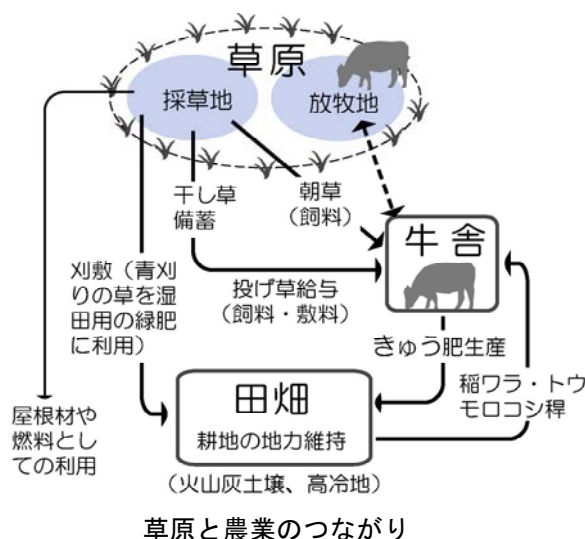 草原
採草地
放牧地
干し草
備蓄
朝草
(飼料)
牛舎
刈敷(青刈
りの草を湿
田用の緑肥
に利用)
投げ草給与
(飼料・敷料)
きゅう肥生産
稲ワラ・トウ
モロコシ稈
屋根材や
燃料とし
ての利用
田畑
耕地の地力維持
(火山灰土壌、高冷地)
草原と農業のつながり